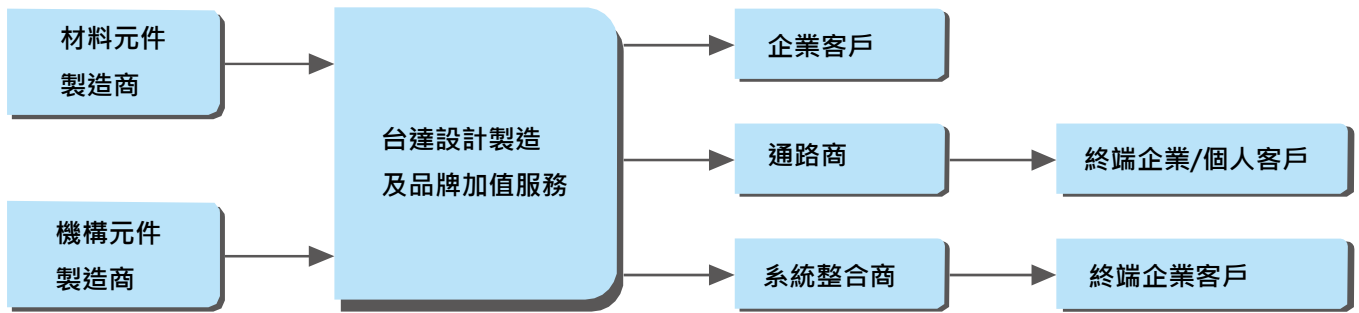 材料元件
製造商
機構元件
製造商
台達設計製造
及品牌加值服務
企業客戶
通路商
終端企業/個人客戶
系統整合商
終端企業客戶